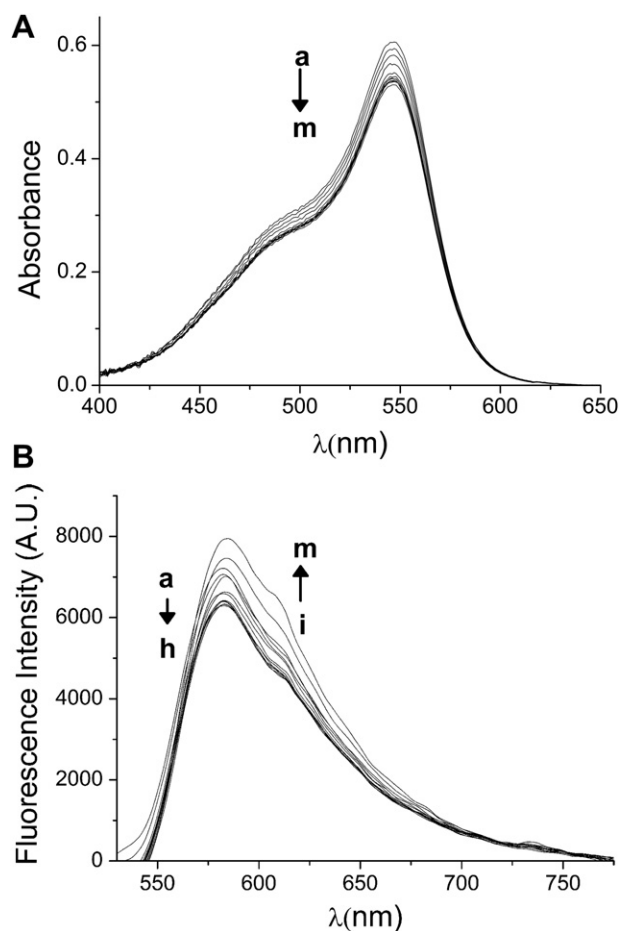 A
Absorbance
0.6
0.4
0.2
0.0
a
m
400 450 500 550 600 650
λ(nm)
B
Fluorescence Intensity (A.U.)
8000
6000
4000
2000
0
a
h
m
i
550 600 650 700 750
λ(nm)